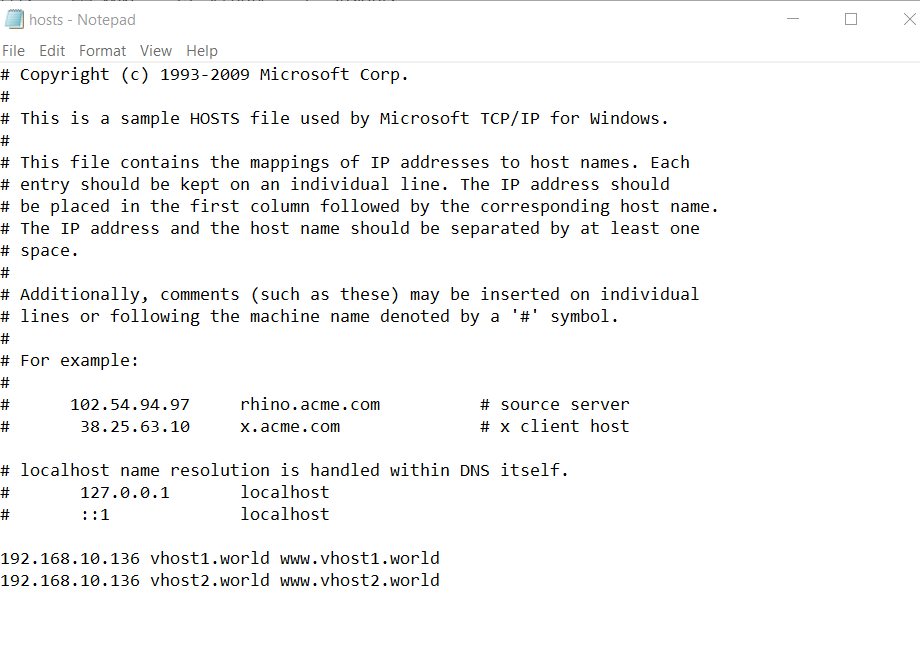 hosts - Notepad
File Edit Format View Help
# Copyright (c) 1993-2009 Microsoft Corp.
#
# This is a sample HOSTS file used by Microsoft TCP/IP for Windows.
#
# This file contains the mappings of IP addresses to host names. Each
# entry should be kept on an individual line. The IP address should
# be placed in the first column followed by the corresponding host name.
# The IP address and the host name should be separated by at least one
# space.
#
# Additionally, comments (such as these) may be inserted on individual
# lines or following the machine name denoted by a '#' symbol.
#
# For example:
#
#      102.54.94.97     rhino.acme.com          # source server
#       38.25.63.10     x.acme.com              # x client host

# localhost name resolution is handled within DNS itself.
#       127.0.0.1       localhost
#       ::1             localhost

192.168.10.136 vhost1.world www.vhost1.world
192.168.10.136 vhost2.world www.vhost2.world